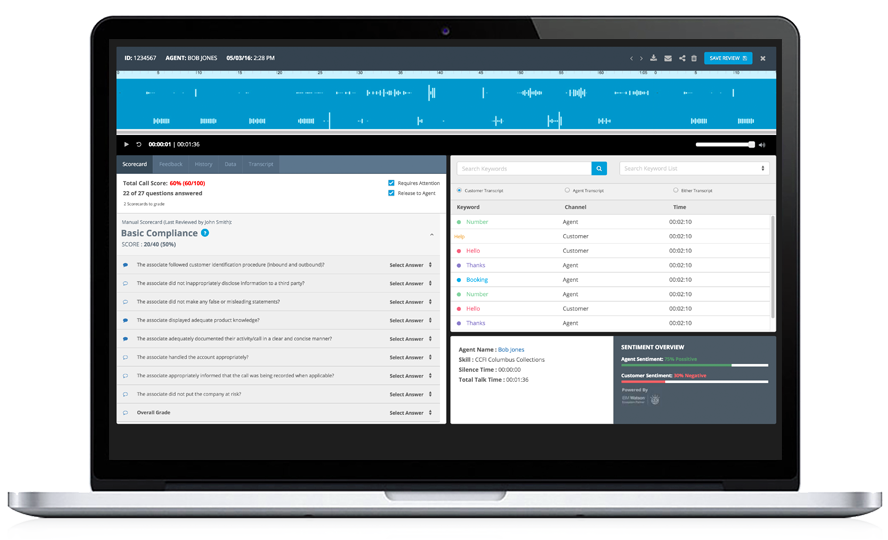 ID: 1234567 AGENT: BOB JONES 05/03/16: 2:28 PM
SAVE REVIEW
00:00:01 | 00:01:36
Scorecard Feedback History Data Transcript
Total Call Score: 60% (60/100)
22 of 27 questions answered
2 Scorecards to grade
Requires Attention
Release to Agent
Manual Scorecard (Last Reviewed by John Smith):
Basic Compliance
SCORE : 20/40 (50%)
The associate followed customer identification procedure (inbound and outbound)? Select Answer
The associate did not inappropriately disclose information to a third party? Select Answer
The associate did not make any false or misleading statements? Select Answer
The associate displayed adequate product knowledge? Select Answer
The associate adequately documented their activity/call in a clear and concise manner? Select Answer
The associate handled the account appropriately? Select Answer
The associate appropriately informed that the call was being recorded when applicable? Select Answer
The associate did not put the company at risk? Select Answer
Overall Grade Select Answer
Search Keywords
Search Keyword List
Customer Transcript Agent Transcript Either Transcript
Keyword Channel Time
Number Agent 00:02:10
Customer 00:02:10
Hello Customer 00:02:10
Thanks Agent 00:02:10
Booking Agent 00:02:10
Number Agent 00:02:10
Hello Customer 00:02:10
Thanks Agent 00:02:10
Agent Name : Bob Jones
Skill : CCFI Columbus Collections
Silence Time : 00:00:00
Total Talk Time : 00:01:36
SENTIMENT OVERVIEW
Agent Sentiment: 75% Positive
Customer Sentiment: 30% Negative
Powered By
IBM Watson